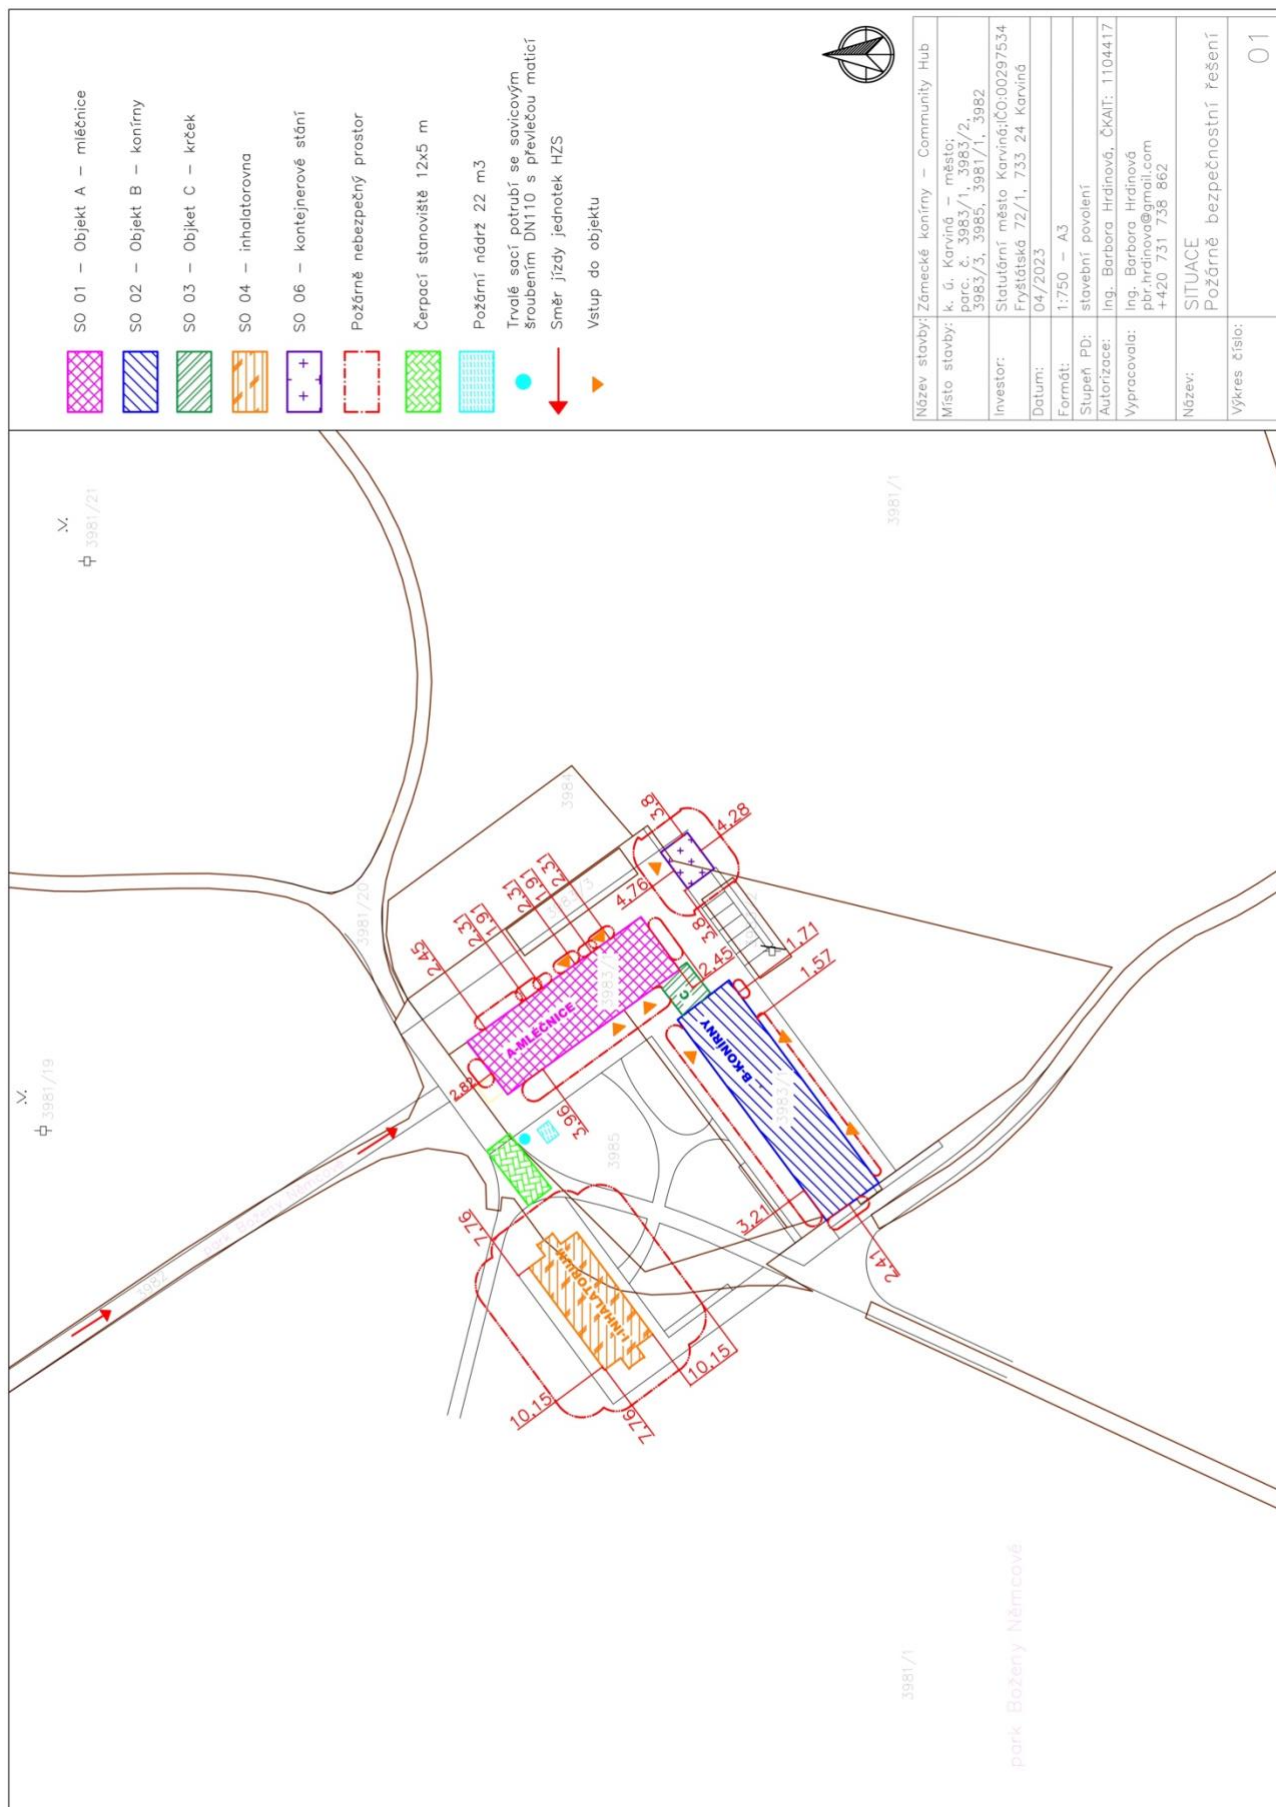 SO 01 – Objekt A – mléčnice
SO 02 – Objekt B – konírny
SO 03 – Objket C – krček
SO 04 – inhalatorovna
SO 06 – kontejnerové stání
Požárně nebezpečný prostor
Čerpací stanoviště 12x5 m
Požární nádrž 22 m3
Trvalé sací potrubí se savicovým
šroubením DN110 s převlečou maticí
Směr jízdy jednotek HZS
Vstup do objektu
Název stavby: Zámecké konírny – Community Hub
Místo stavby: k. ú. Karviná – město;
parc. č. 3983/1, 3983/2,
3983/3, 3985, 3981/1, 3982
Investor: Statutární město Karviná;IČO:00297534
Fryštátská 72/1, 733 24 Karviná
Datum: 04/2023
Formát: 1:750 – A3
Stupeň PD: stavební povolení
Autorizace: Ing. Barbora Hrdinová, ČKAIT: 1104417
Vypracovala: Ing. Barbora Hrdinová
pbr.hrdinova@gmail.com
+420 731 738 862
Název: SITUACE
Požárně bezpečnostní řešení
Výkres číslo: 01
3981/21
3981/19
3981/20
3981/1
3984
3982
park Boženy Němcové
3985
A-MLÉČNICE
B-KONÍRNY
C
I-INHALATORIUM
2,45
2,31
1,91
2,31
1,91
2,31
3,8
4,28
4,76
3,8
2,45
1,71
1,57
2,82
3,96
3,21
2,41
7,76
10,15
7,76
10,15
3981/1
park Boženy Němcové